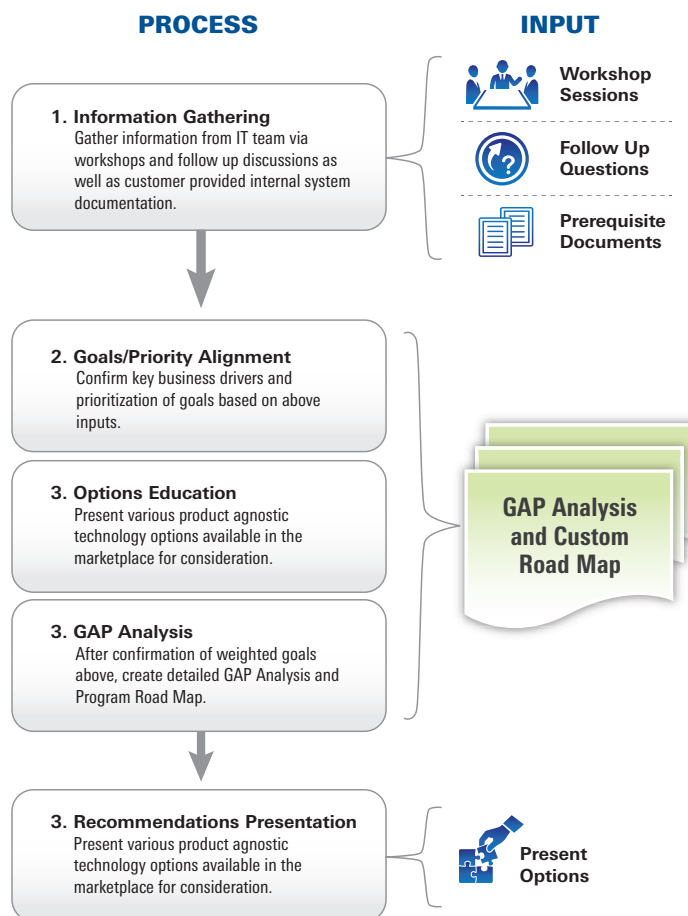 PROCESS
INPUT
1. Information Gathering
Gather information from IT team via
workshops and follow up discussions as
well as customer provided internal system
documentation.
Workshop
Sessions
?
Follow Up
Questions
Prerequisite
Documents
2. Goals/Priority Alignment
Confirm key business drivers and
prioritization of goals based on above
inputs.
3. Options Education
Present various product agnostic
technology options available in the
marketplace for consideration.
3. GAP Analysis
After confirmation of weighted goals
above, create detailed GAP Analysis and
Program Road Map.
GAP Analysis
and Custom
Road Map
3. Recommendations Presentation
Present various product agnostic
technology options available in the
marketplace for consideration.
Present
Options